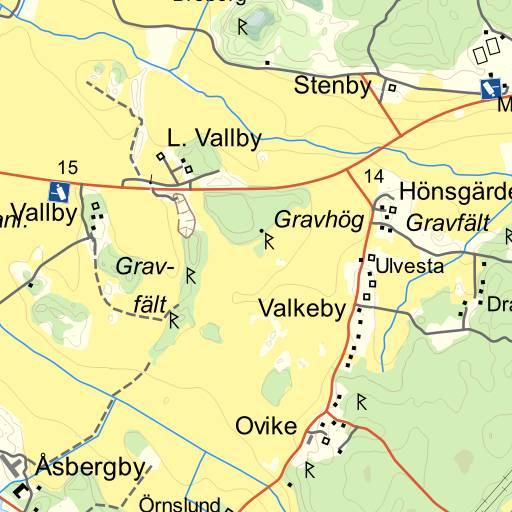 Stenby
L. Vallby
15
14
Hönsgärde
Vallby
Gravhög
Gravfält
Grav-
fält
Ulvesta
Valkeby
Dra
Ovike
Åsbergby
Örnslund